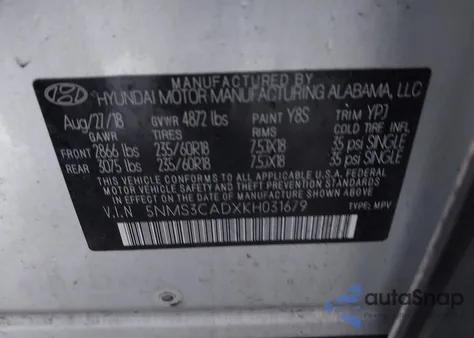 MANUFACTURED BY
HYUNDAI MOTOR MANUFACTURING ALABAMA, LLC
Aug/27/18 GVWR 4872 lbs PAINT Y8S TRIM YPJ
GAWR TIRES RIMS COLD TIRE INFL
FRONT 2866 lbs 235/60R18 7.5JX18 35 psi SINGLE
REAR 3075 lbs 235/60R18 7.5JX18 35 psi SINGLE
THIS VEHICLE CONFORMS TO ALL APPLICABLE U.S.A. FEDERAL
MOTOR VEHICLE SAFETY, BUMPER, AND THEFT PREVENTION STANDARDS
IN EFFECT ON THE DATE OF MANUFACTURE SHOWN ABOVE.
V.I.N 5NMS3CADXKH031679 TYPE: MPV
autoSnap